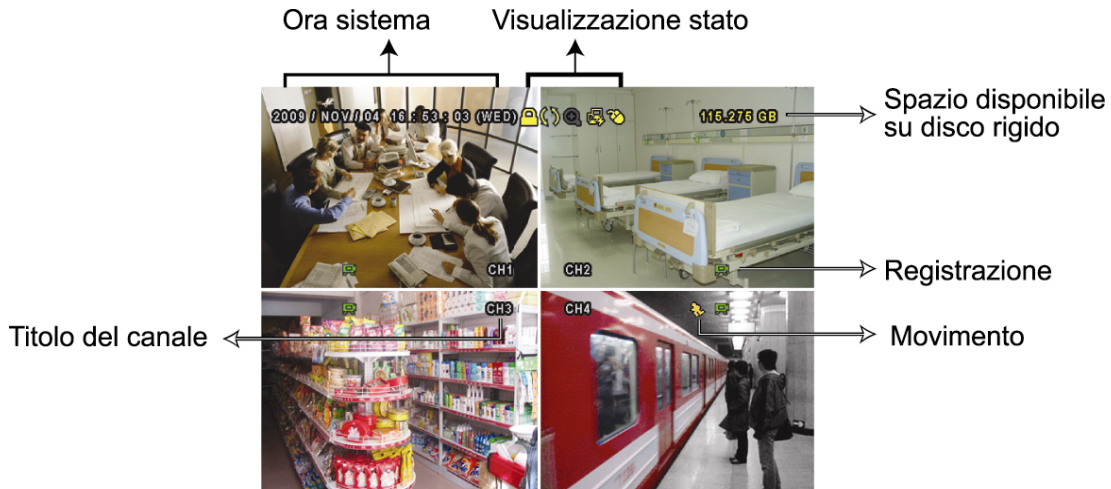 Ora sistema
Visualizzazione stato
2009 / NOV / 04 16 : 53 : 03 (WED)
115.275 GB
Spazio disponibile
su disco rigido
CH1
CH2
Registrazione
Titolo del canale
CH3
CH4
Movimento